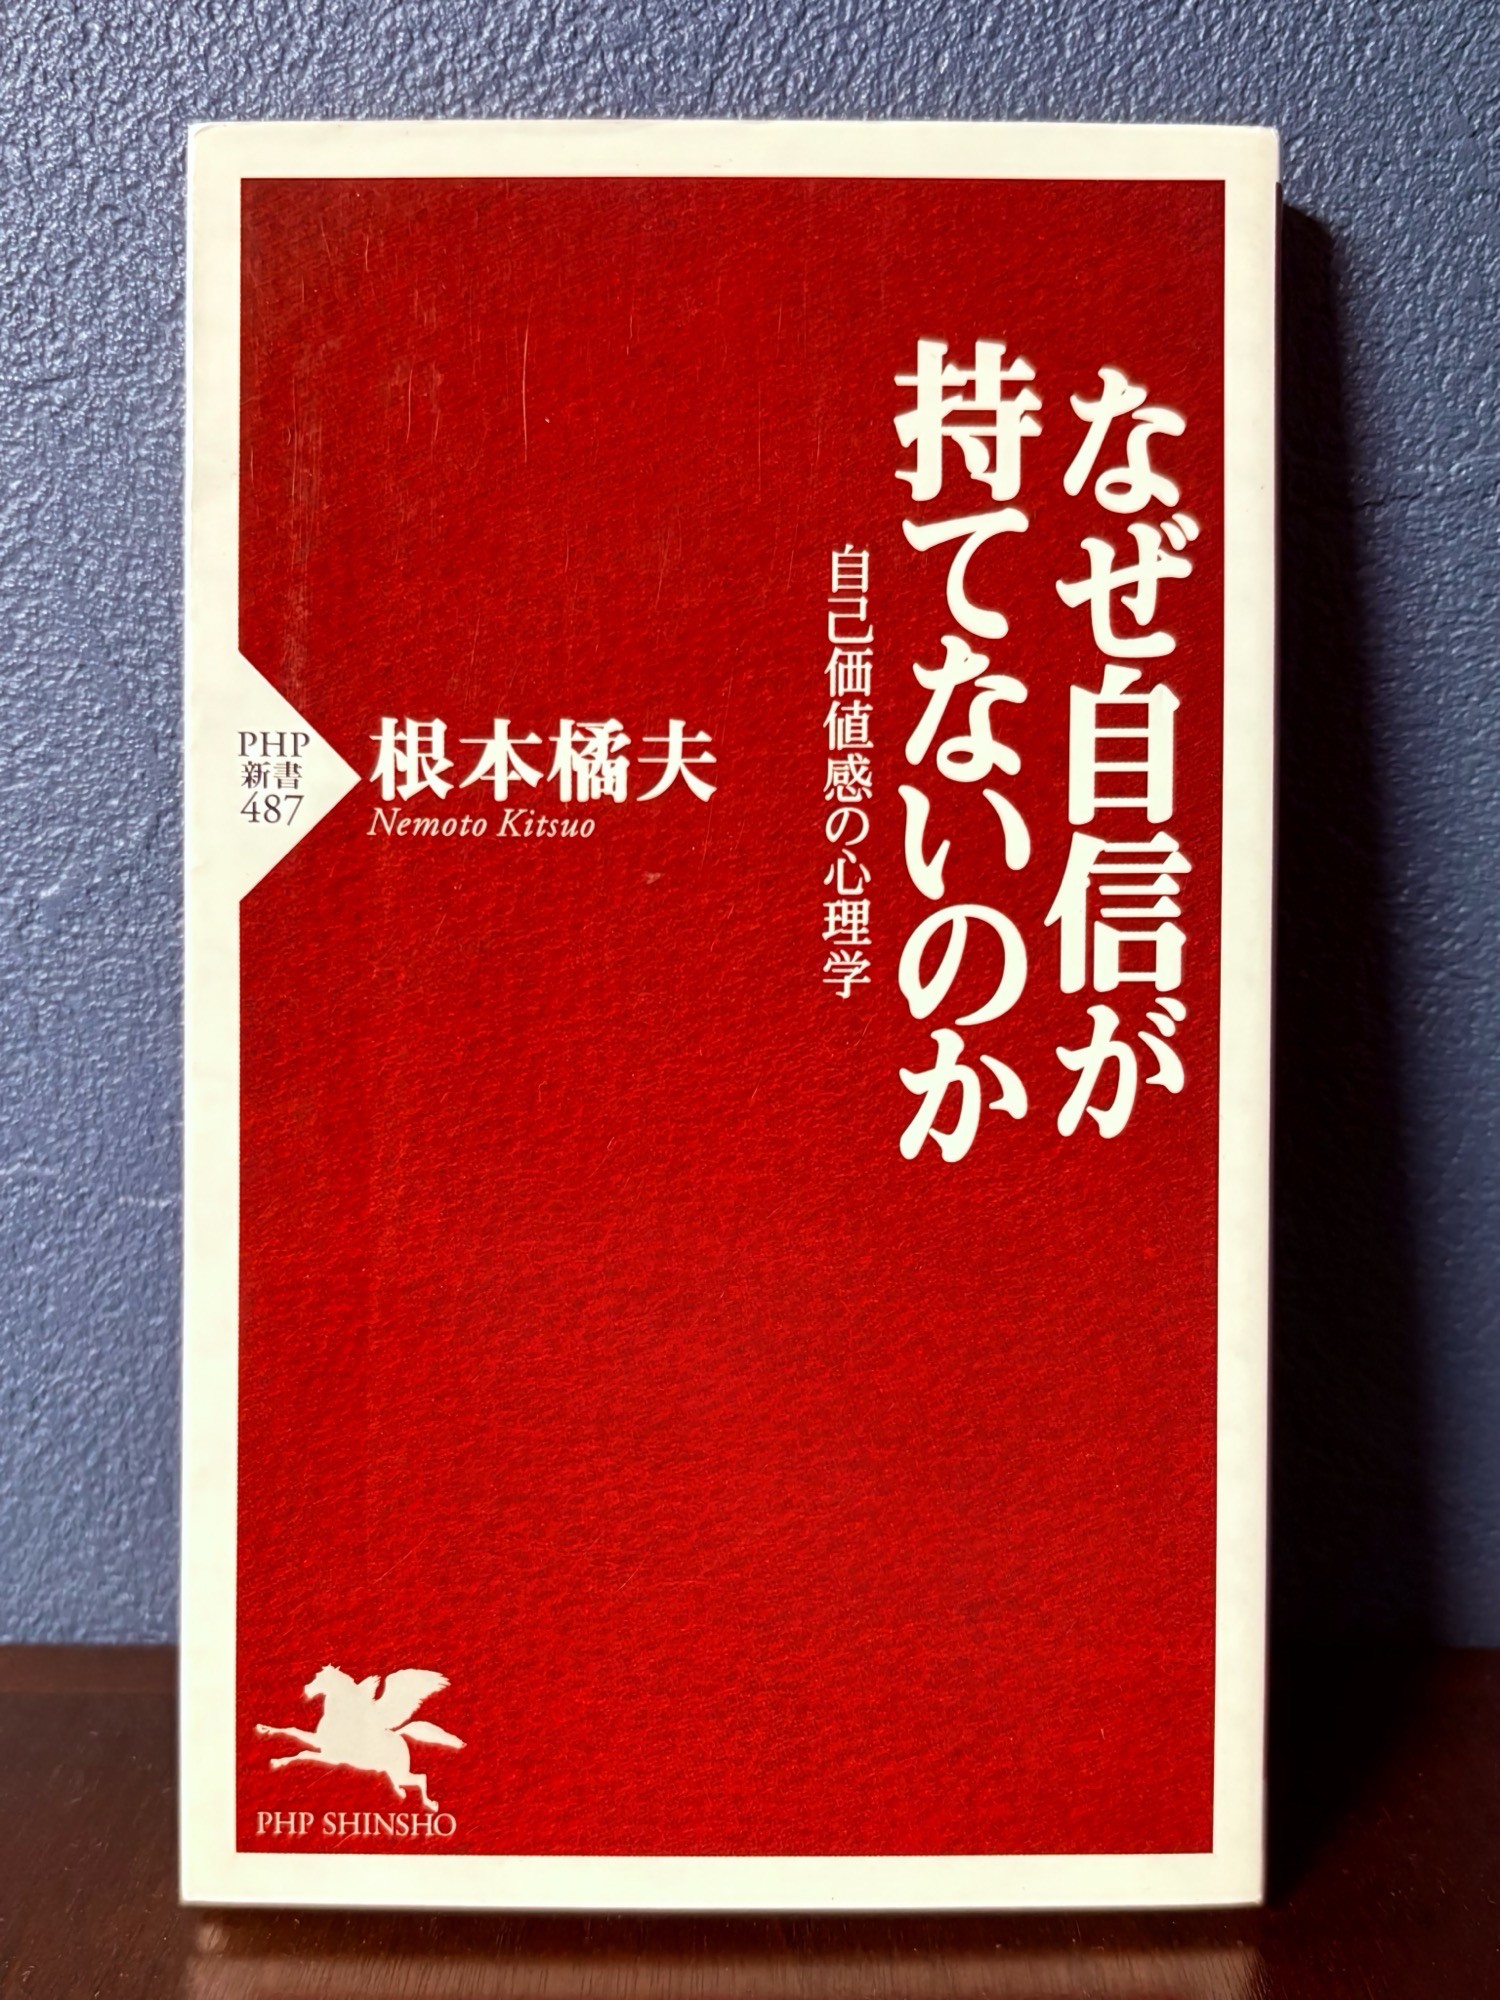 なぜ自信が
持てないのか
自己価値感の心理学
根本橘夫
Nemoto Kitsuo
PHP
新書
487
PHP SHINSHO